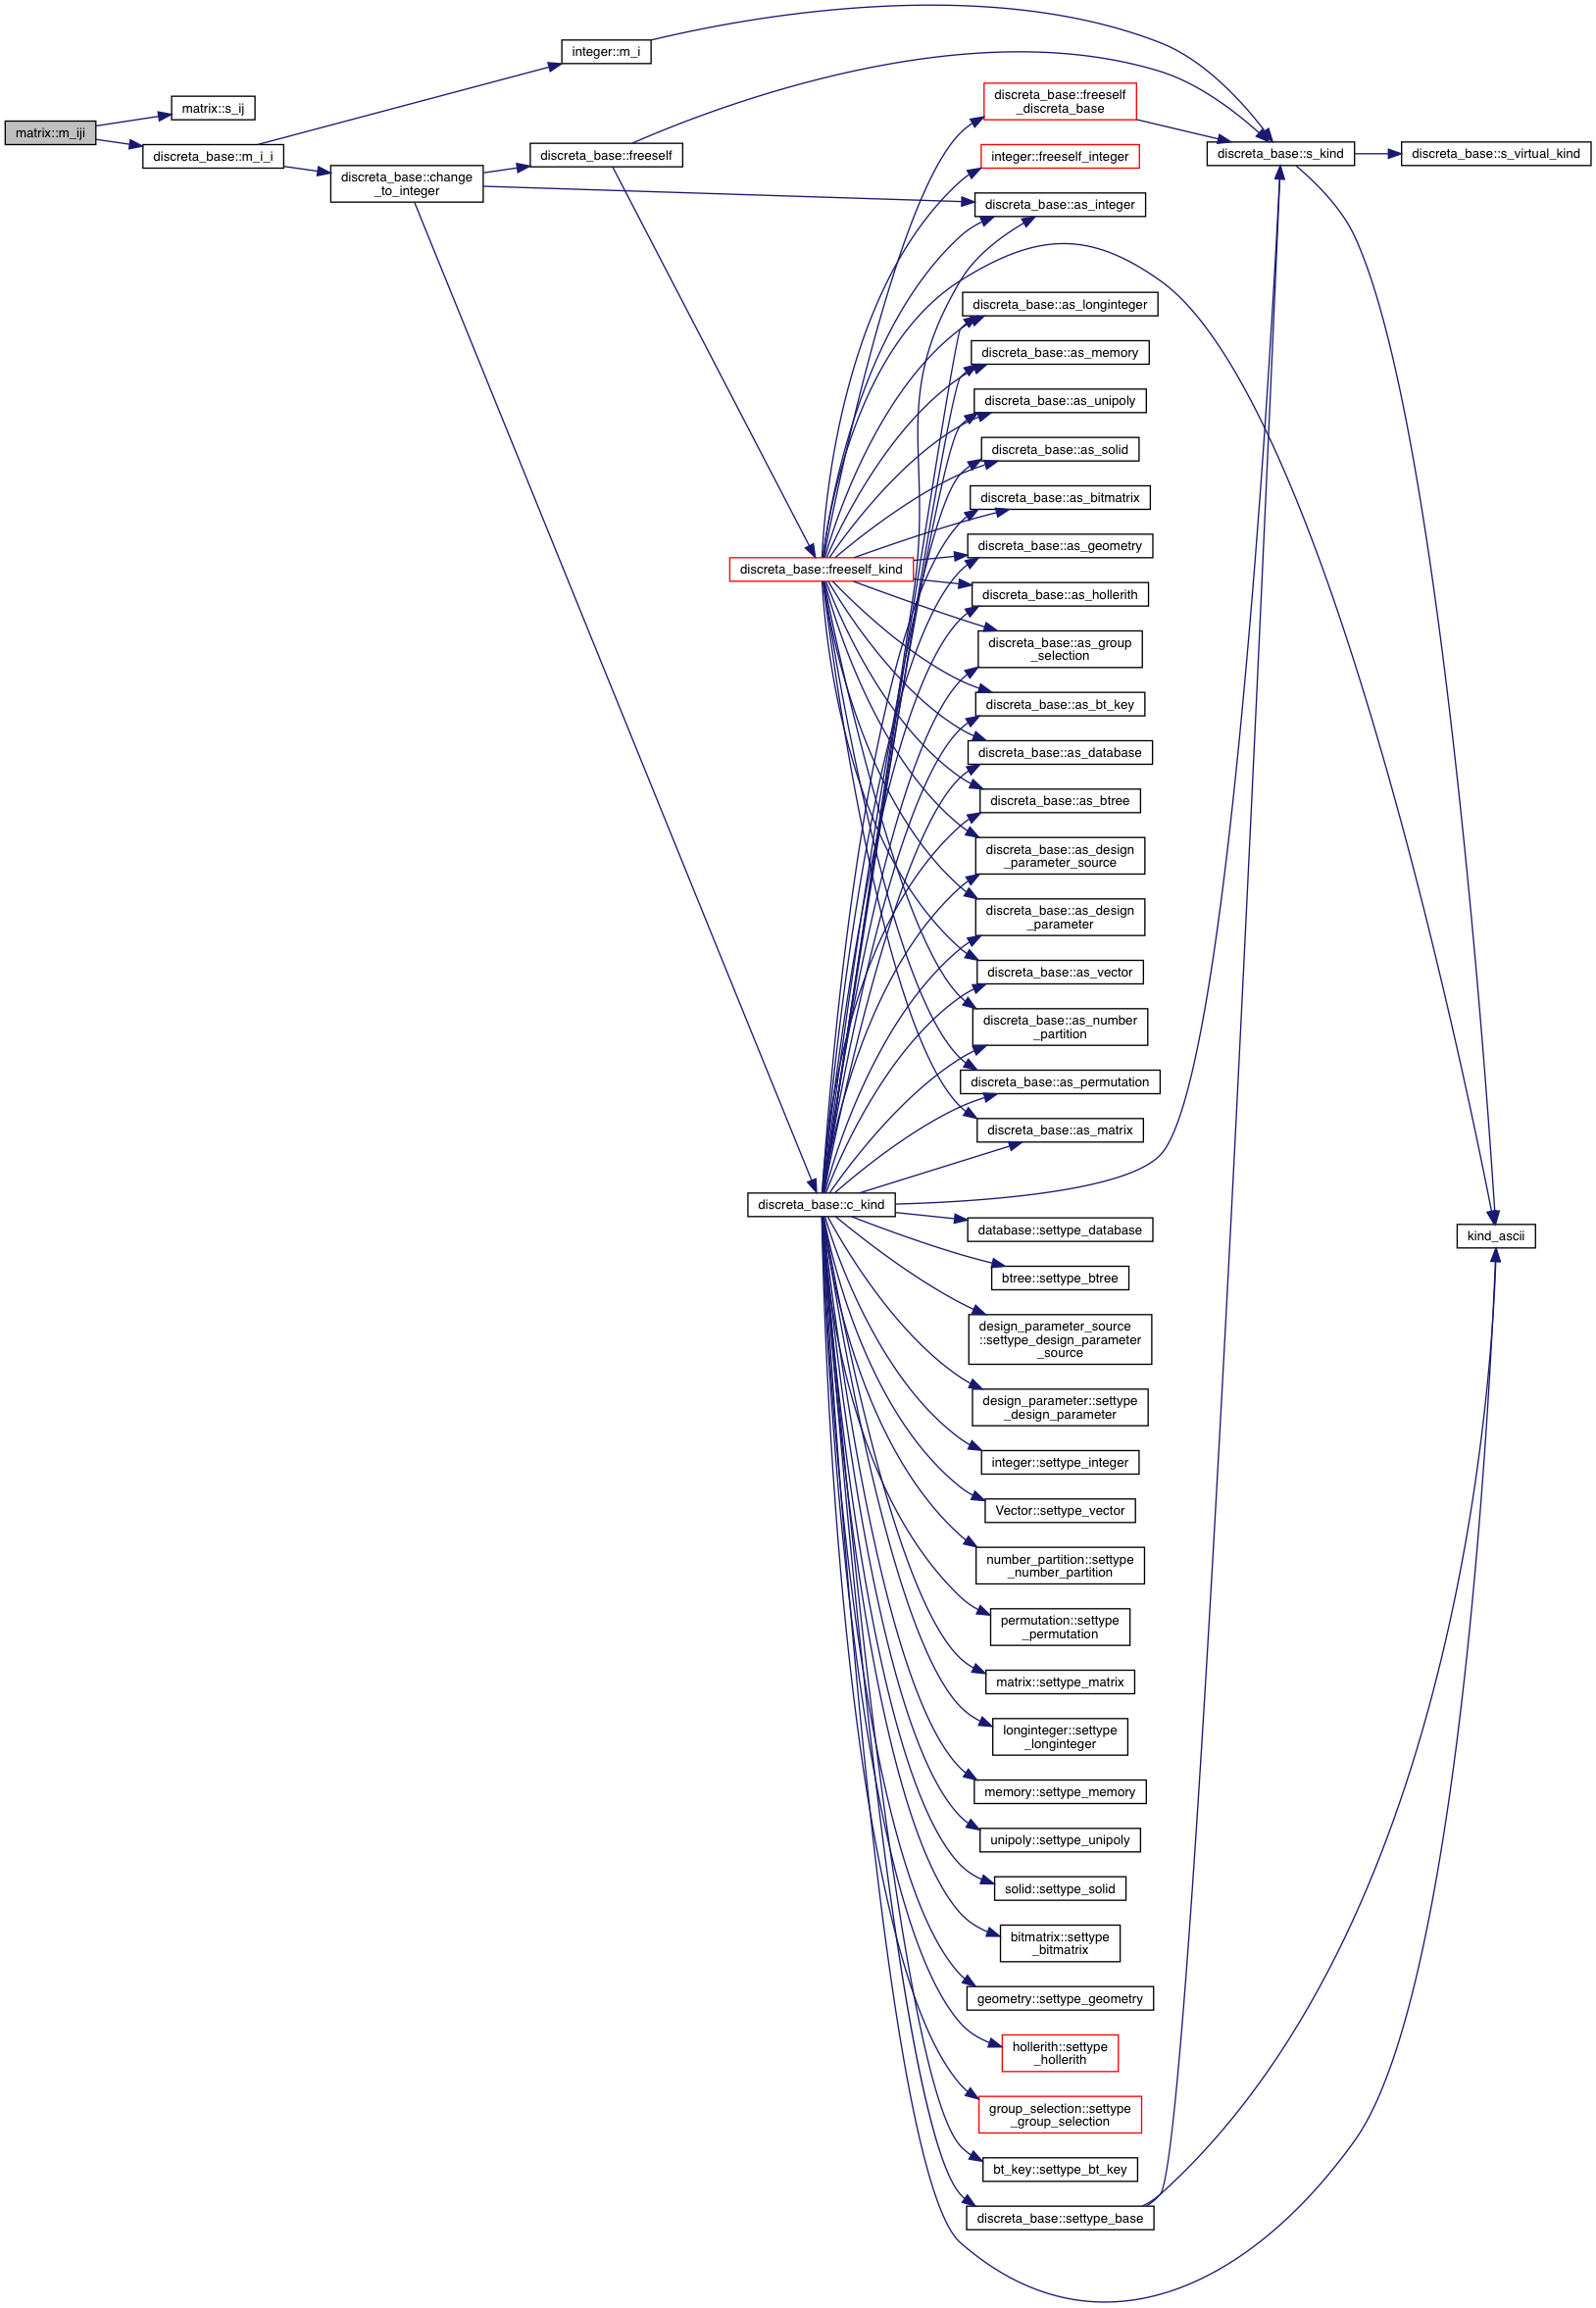 matrix::m_iji
matrix::s_ij
discreta_base::m_i_i
integer::m_i
discreta_base::change
_to_integer
discreta_base::freeself
discreta_base::freeself_kind
discreta_base::c_kind
discreta_base::freeself
_discreta_base
integer::freeself_integer
discreta_base::as_integer
discreta_base::as_longinteger
discreta_base::as_memory
discreta_base::as_unipoly
discreta_base::as_solid
discreta_base::as_bitmatrix
discreta_base::as_geometry
discreta_base::as_hollerith
discreta_base::as_group
_selection
discreta_base::as_bt_key
discreta_base::as_database
discreta_base::as_btree
discreta_base::as_design
_parameter_source
discreta_base::as_design
_parameter
discreta_base::as_vector
discreta_base::as_number
_partition
discreta_base::as_permutation
discreta_base::as_matrix
database::settype_database
btree::settype_btree
design_parameter_source
::settype_design_parameter
_source
design_parameter::settype
_design_parameter
integer::settype_integer
Vector::settype_vector
number_partition::settype
_number_partition
permutation::settype
_permutation
matrix::settype_matrix
longinteger::settype
_longinteger
memory::settype_memory
unipoly::settype_unipoly
solid::settype_solid
bitmatrix::settype
_bitmatrix
geometry::settype_geometry
hollerith::settype
_hollerith
group_selection::settype
_group_selection
bt_key::settype_bt_key
discreta_base::settype_base
discreta_base::s_kind
discreta_base::s_virtual_kind
kind_ascii